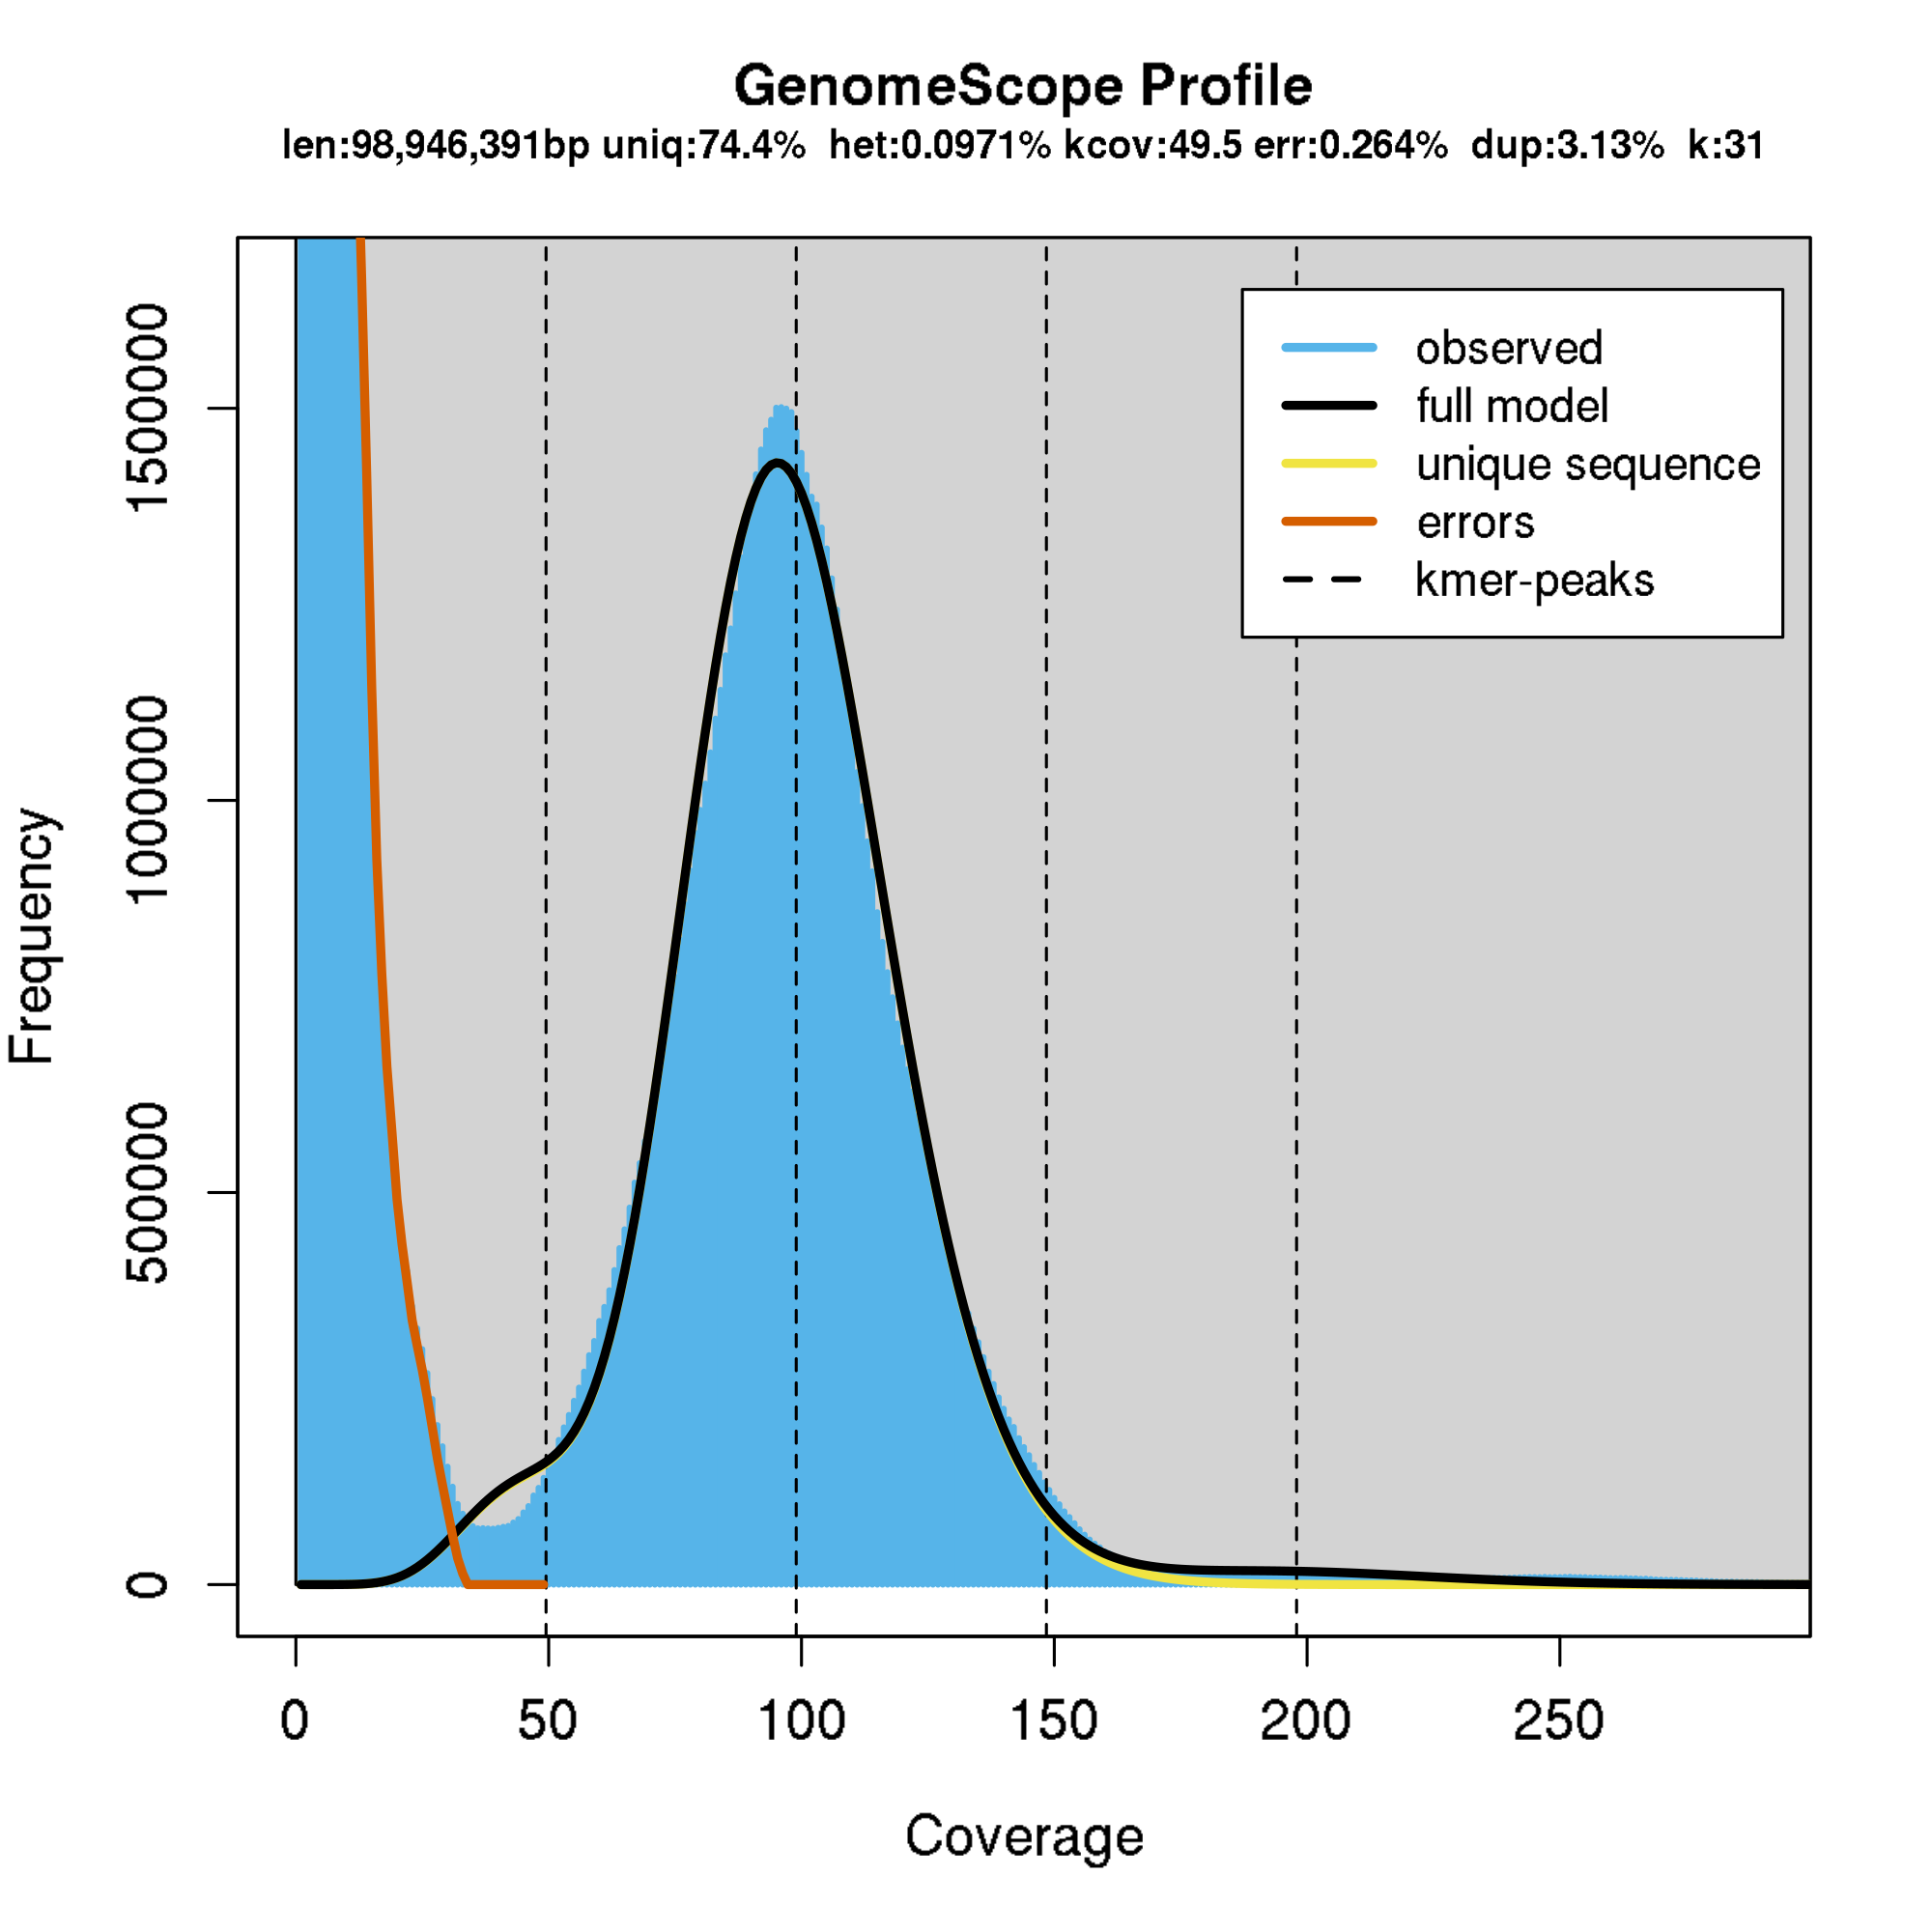 GenomeScope Profile
len:98,946,391bp uniq:74.4% het:0.0971% kcov:49.5 err:0.264% dup:3.13% k:31
observed
full model
unique sequence
errors
kmer-peaks
Frequency
1500000
1000000
500000
0
0 50 100 150 200 250
Coverage